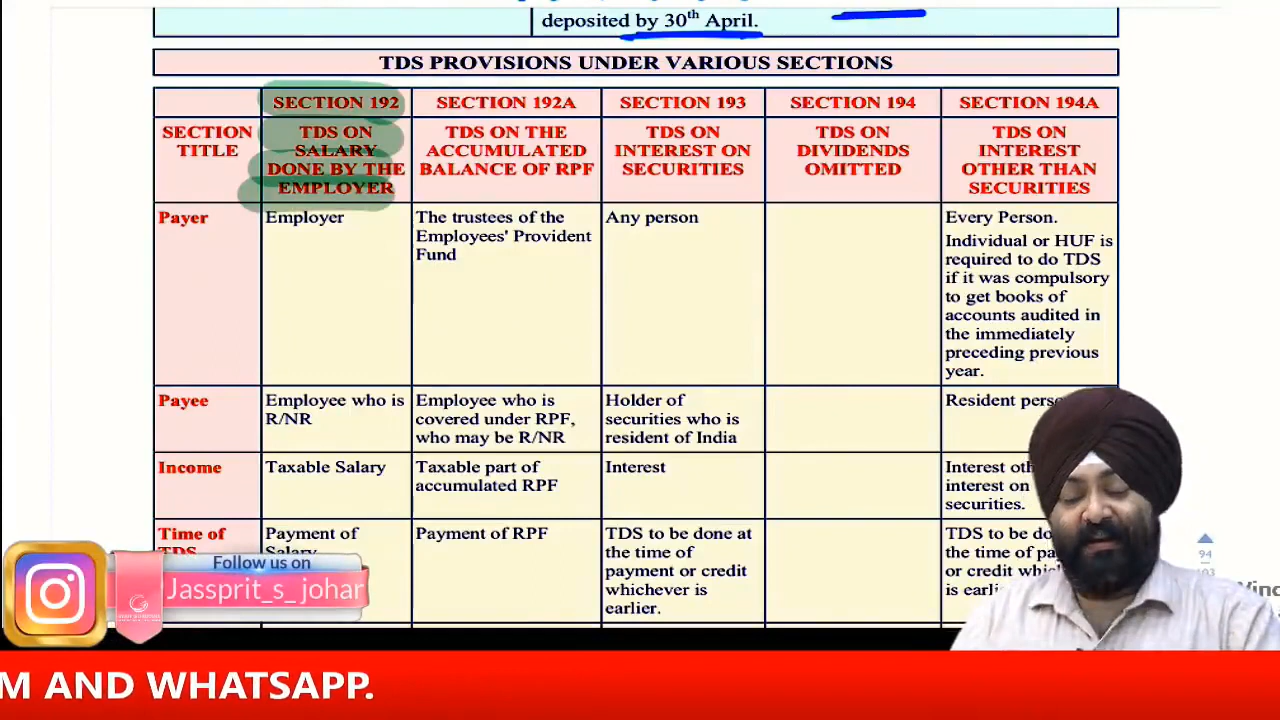 deposited by 30th April.
TDS PROVISIONS UNDER VARIOUS SECTIONS
SECTION 192
SECTION 192A
SECTION 193
SECTION 194
SECTION 194A
SECTION
TITLE
TDS ON
SALARY
DONE BY THE
EMPLOYER
TDS ON THE
ACCUMULATED
BALANCE OF RPF
TDS ON
INTEREST ON
SECURITIES
TDS ON
DIVIDENDS
OMITTED
TDS ON
INTEREST
OTHER THAN
SECURITIES
Payer
Employer
The trustees of the
Employees' Provident
Fund
Any person
Every Person.
Individual or HUF is
required to do TDS
if it was compulsory
to get books of
accounts audited in
the immediately
preceding previous
year.
Payee
Employee who is
R/NR
Employee who is
covered under RPF,
who may be R/NR
Holder of
securities who is
resident of India
Resident
Income
Taxable Salary
Taxable part of
accumulated RPF
Interest
Interest
interest on
securities.
Time of
TDS
Payment of
Salary
Payment of RPF
TDS to be done at
the time of
payment or credit
whichever is
earlier.
TDS to be
the time of
or credit
is
94
Follow us on
Jassprit_s_johar
M AND WHATSAPP.